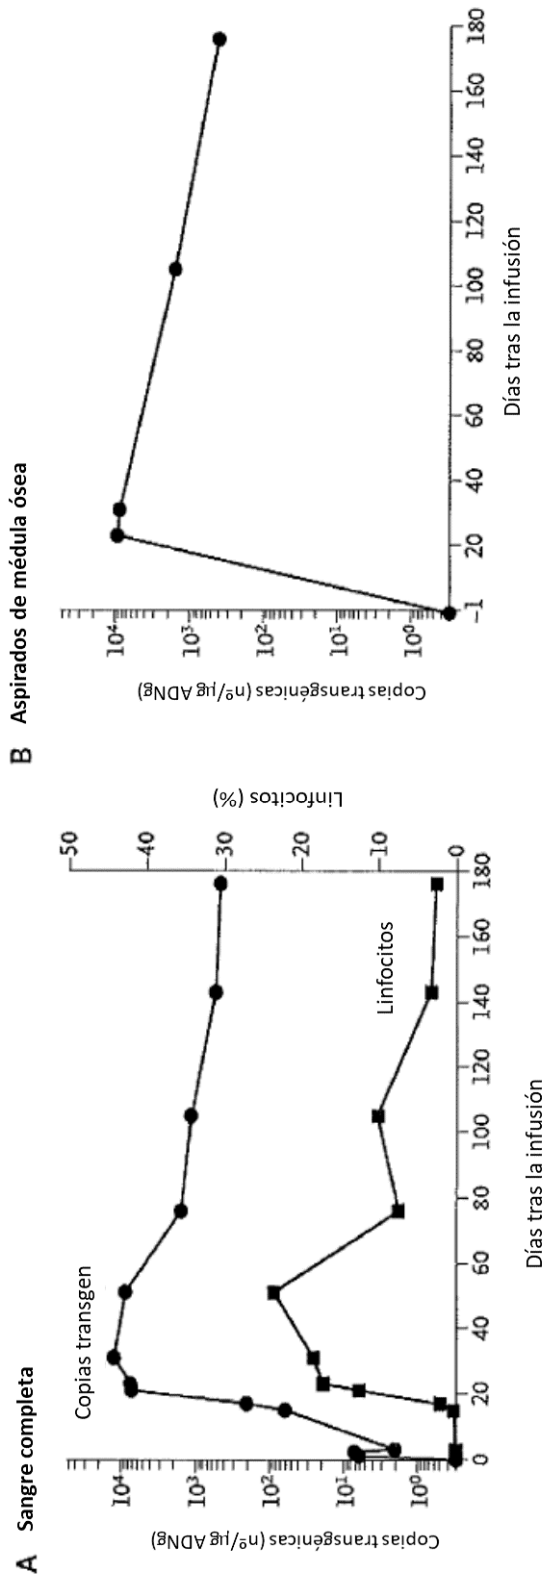 A Sangre completa
Copias transgénicas (nº/µg ADNg)
10⁴
10³
10²
10¹
10⁰
Copias transgen
Linfocitos
Linfocitos (%)
50
40
30
20
10
0
0 20 40 60 80 100 120 140 160 180
Días tras la infusión
B Aspirados de médula ósea
Copias transgénicas (nº/µg ADNg)
10⁴
10³
10²
10¹
10⁰
-1 20 40 60 80 100 120 140 160 180
Días tras la infusión